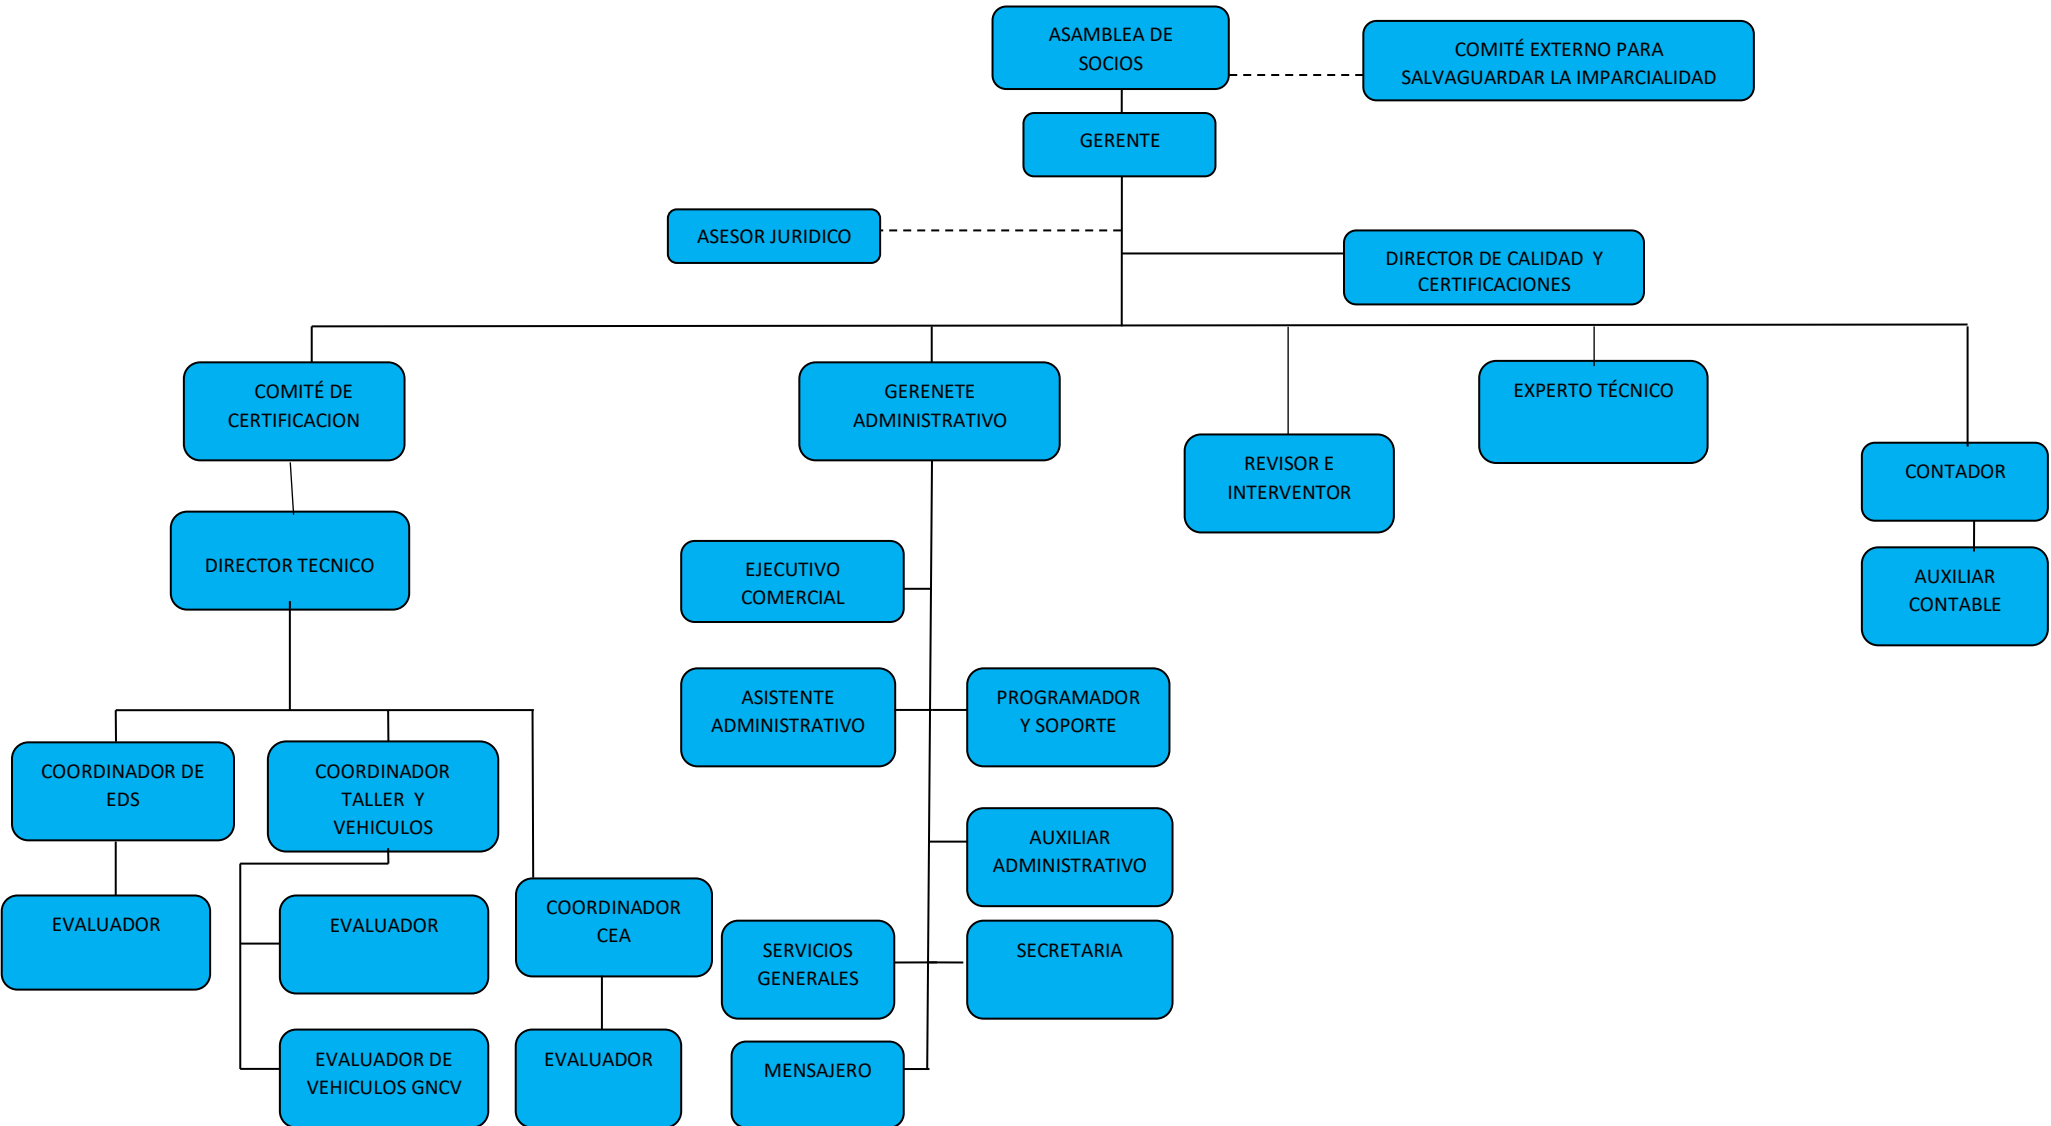 ASAMBLEA DE
SOCIOS
COMITÉ EXTERNO PARA
SALVAGUARDAR LA IMPARCIALIDAD
GERENTE
ASESOR JURIDICO
DIRECTOR DE CALIDAD Y
CERTIFICACIONES
COMITÉ DE
CERTIFICACION
GERENETE
ADMINISTRATIVO
REVISOR E
INTERVENTOR
EXPERTO TÉCNICO
CONTADOR
DIRECTOR TECNICO
EJECUTIVO
COMERCIAL
AUXILIAR
CONTABLE
ASISTENTE
ADMINISTRATIVO
PROGRAMADOR
Y SOPORTE
COORDINADOR DE
EDS
COORDINADOR
TALLER Y
VEHICULOS
AUXILIAR
ADMINISTRATIVO
EVALUADOR
EVALUADOR
COORDINADOR
CEA
SERVICIOS
GENERALES
SECRETARIA
EVALUADOR DE
VEHICULOS GNCV
EVALUADOR
MENSAJERO